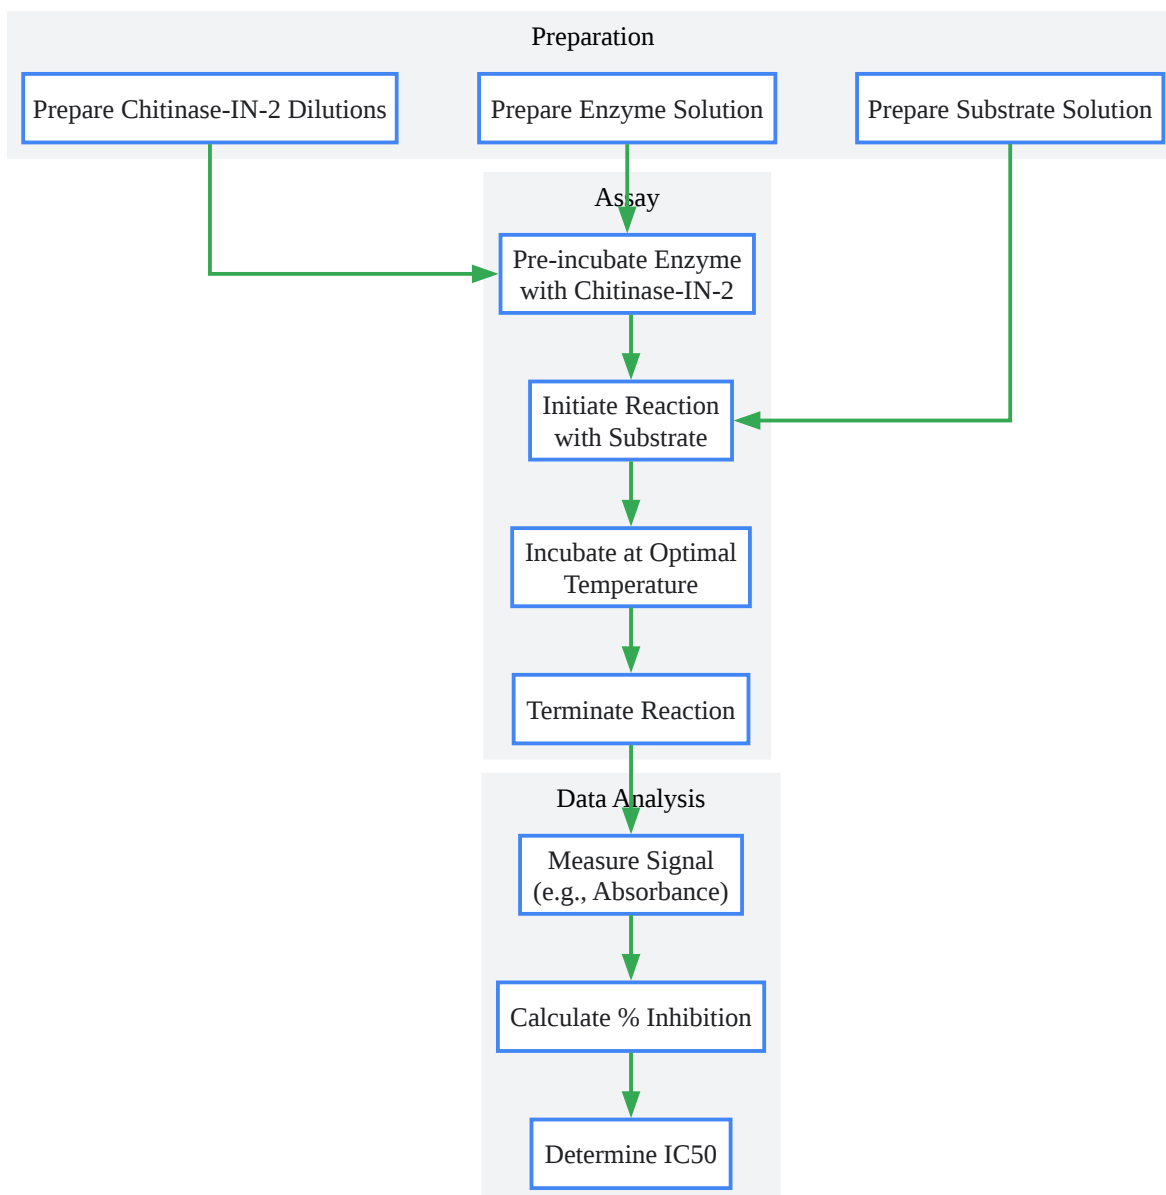 Preparation
Prepare Chitinase-IN-2 Dilutions
Prepare Enzyme Solution
Prepare Substrate Solution
Assay
Pre-incubate Enzyme
with Chitinase-IN-2
Initiate Reaction
with Substrate
Incubate at Optimal
Temperature
Terminate Reaction
Data Analysis
Measure Signal
(e.g., Absorbance)
Calculate % Inhibition
Determine IC50